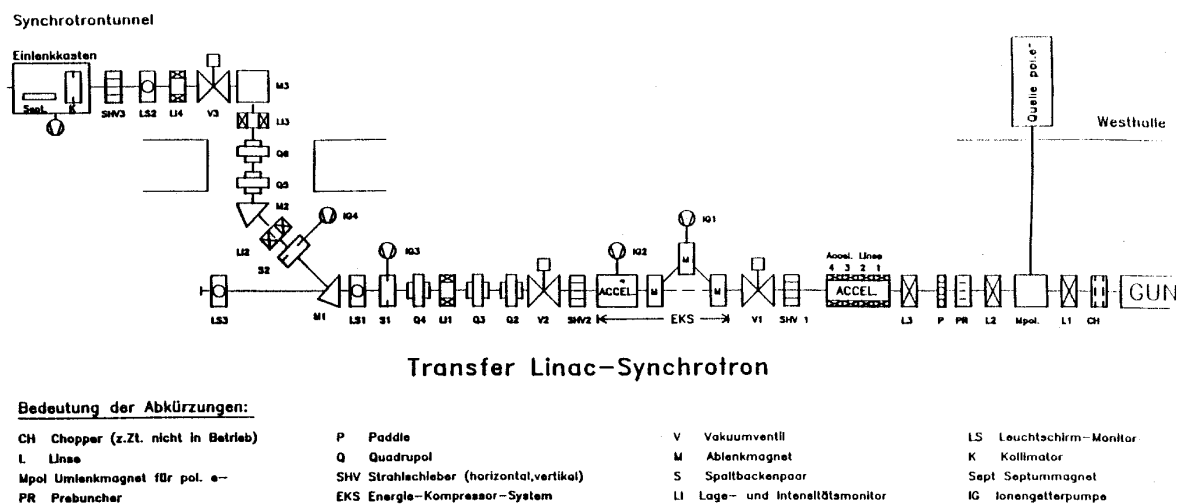 Synchrotrontunnel
Einlenkkasten
Sept.
K
SHV3
LS2
LI4
V3
M3
LI3
Q6
Q5
M2
LI2
S2
IG4
Quelle pol.e-
Westhalle
LS3
M1
LS1
IG3
S1
Q4
LI1
Q3
Q2
V2
SHV2
IG2
ACCEL
M
IG1
M
M
EKS
V1
SHV 1
Accel. Linse
4 3 2 1
ACCEL.
L3
P
PR
L2
Mpol.
L1
CH
GUN
Transfer Linac-Synchrotron
Bedeutung der Abkürzungen:
CH Chopper (z.Zt. nicht in Betrieb)
L Linse
Mpol Umlenkmagnet für pol. e-
PR Prebuncher
P Paddle
Q Quadrupol
SHV Strahlschieber (horizontal,vertikal)
EKS Energie-Kompressor-System
V Vakuumventil
M Ablenkmagnet
S Spaltbackenpaar
LI Lage- und Intensitätsmonitor
LS Leuchtschirm-Monitor
K Kollimator
Sept Septummagnet
IG Ionengetterpumpe